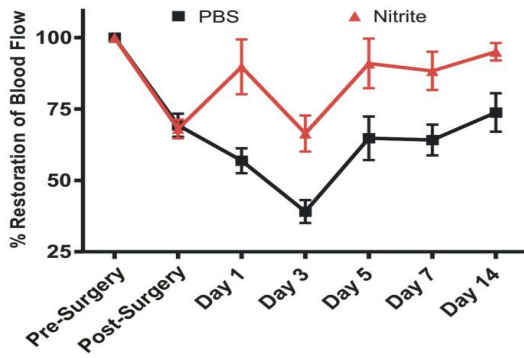 PBS Nitrite
% Restoration of Blood Flow
100
75
50
25
Pre-Surgery
Post-Surgery
Day 1
Day 3
Day 5
Day 7
Day 14